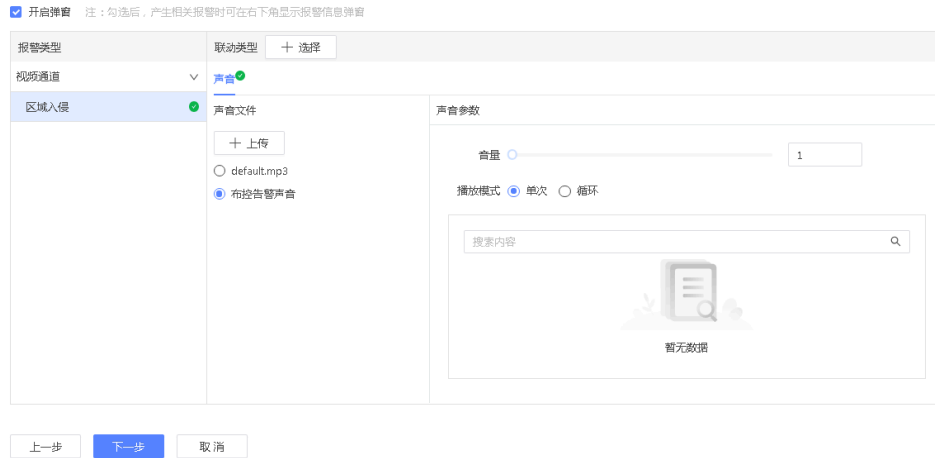 开启弹窗 注：勾选后，产生相关报警时可在右下角显示报警信息弹窗
报警类型
联动类型 + 选择
视频通道
声音
区域入侵
声音文件
声音参数
+ 上传
default.mp3
布控告警声音
音量 1
播放模式 单次 循环
搜素内容
暂无数据
上一步 下一步 取消